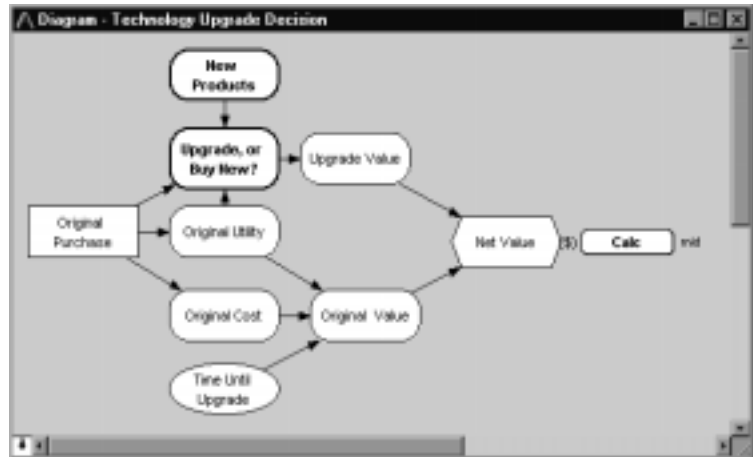 Diagram - Technology Upgrade Decision
New
Products
Upgrade, or
Buy New?
Upgrade Value
Original
Purchase
Original Utility
Net Value
($)
Calc
mid
Original Cost
Original Value
Time Until
Upgrade